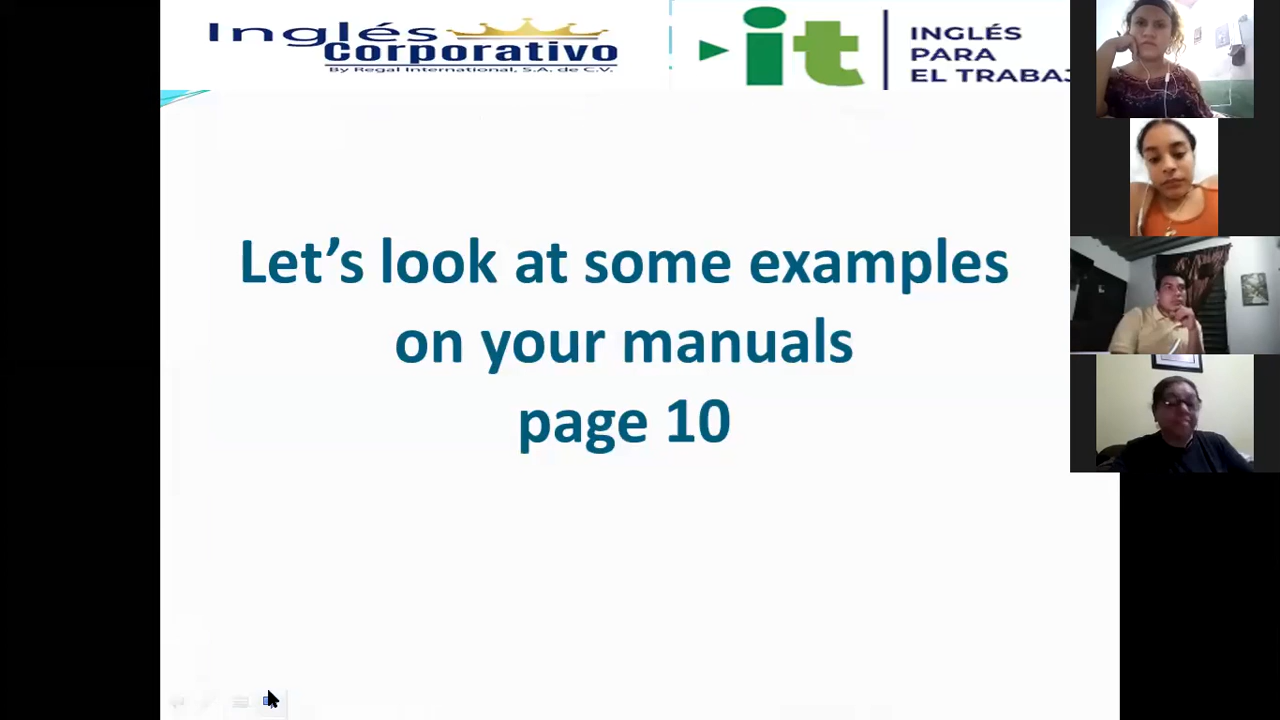 Inglés
Corporativo
By Regal International, S.A. de C.V.
it
INGLÉS
PARA
EL TRABAJ
Let’s look at some examples
on your manuals
page 10